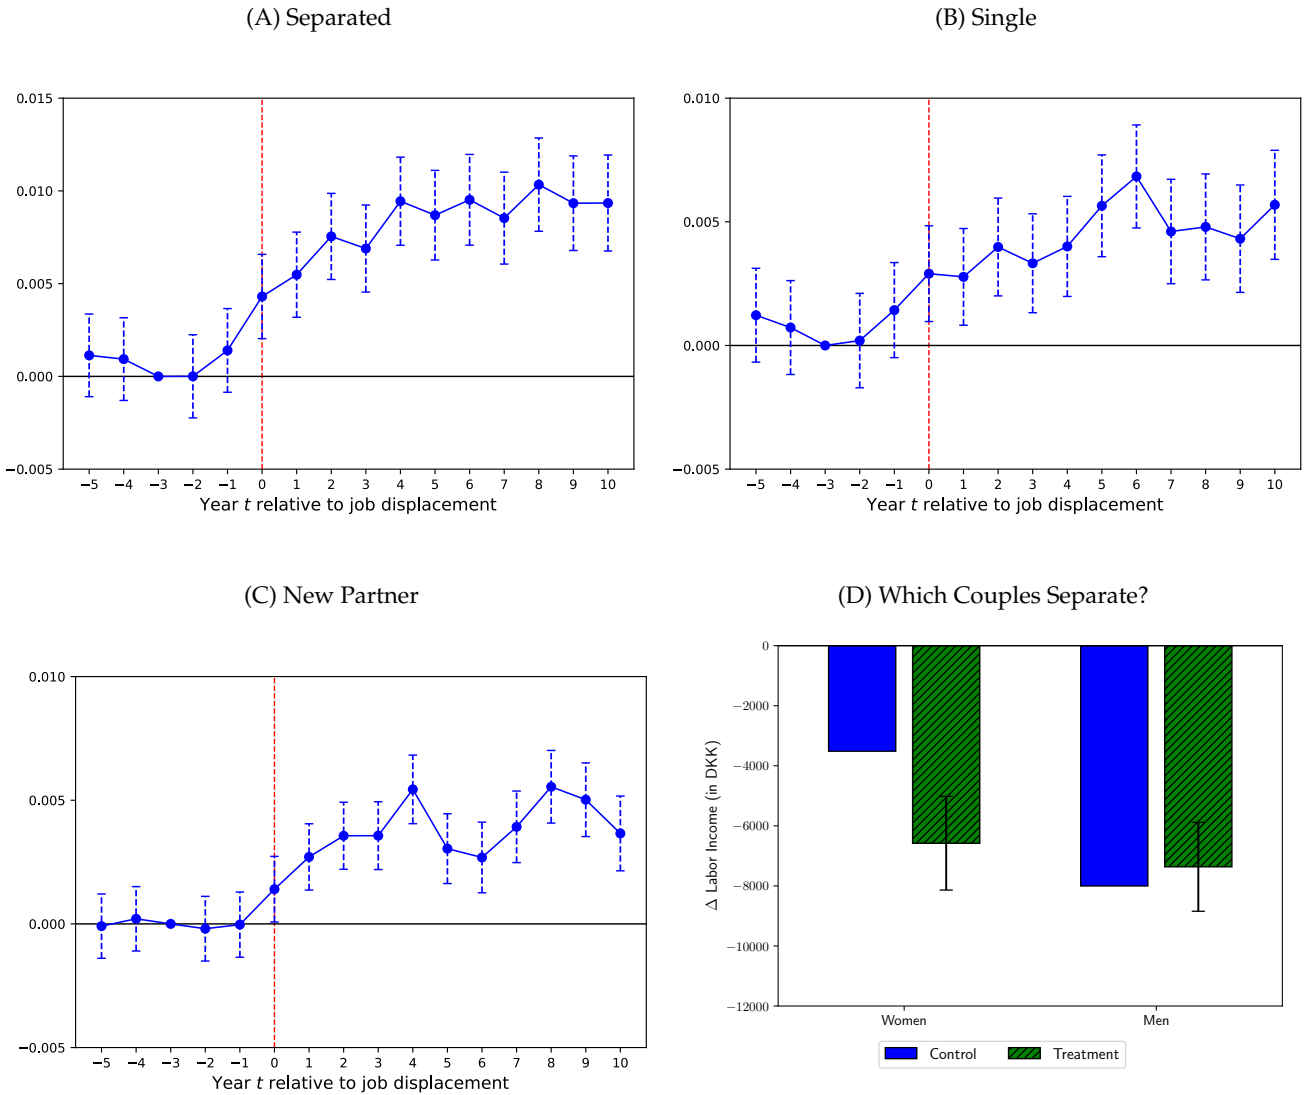 (A) Separated
0.015
0.010
0.005
0.000
−0.005
−5 −4 −3 −2 −1 0 1 2 3 4 5 6 7 8 9 10
Year t relative to job displacement
(B) Single
0.010
0.005
0.000
−0.005
−5 −4 −3 −2 −1 0 1 2 3 4 5 6 7 8 9 10
Year t relative to job displacement
(C) New Partner
0.010
0.005
0.000
−0.005
−5 −4 −3 −2 −1 0 1 2 3 4 5 6 7 8 9 10
Year t relative to job displacement
(D) Which Couples Separate?
Δ Labor Income (in DKK)
0
−2000
−4000
−6000
−8000
−10000
−12000
Women Men
Control Treatment